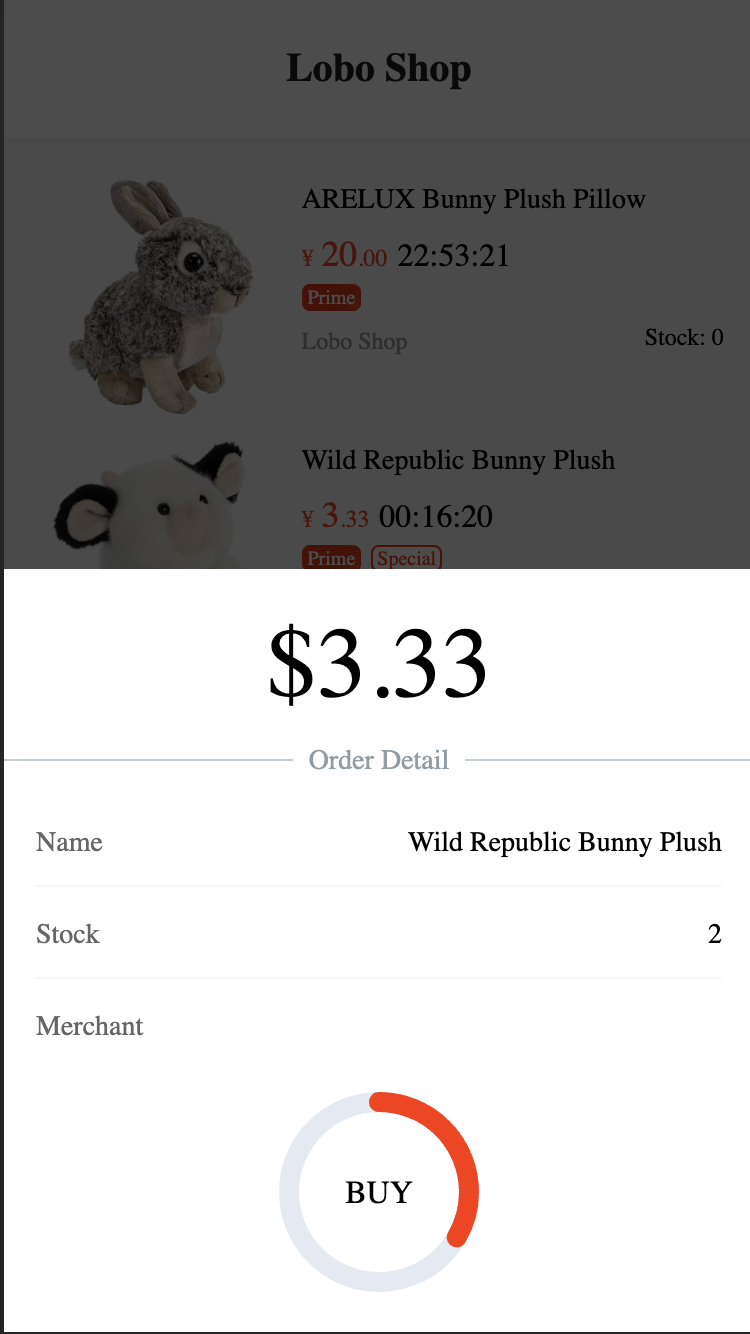 Lobo Shop
ARELUX Bunny Plush Pillow
¥ 20.00 22:53:21
Prime
Lobo Shop Stock: 0
Wild Republic Bunny Plush
¥ 3.33 00:16:20
Prime Special
$3.33
Order Detail
Name Wild Republic Bunny Plush
Stock 2
Merchant
BUY